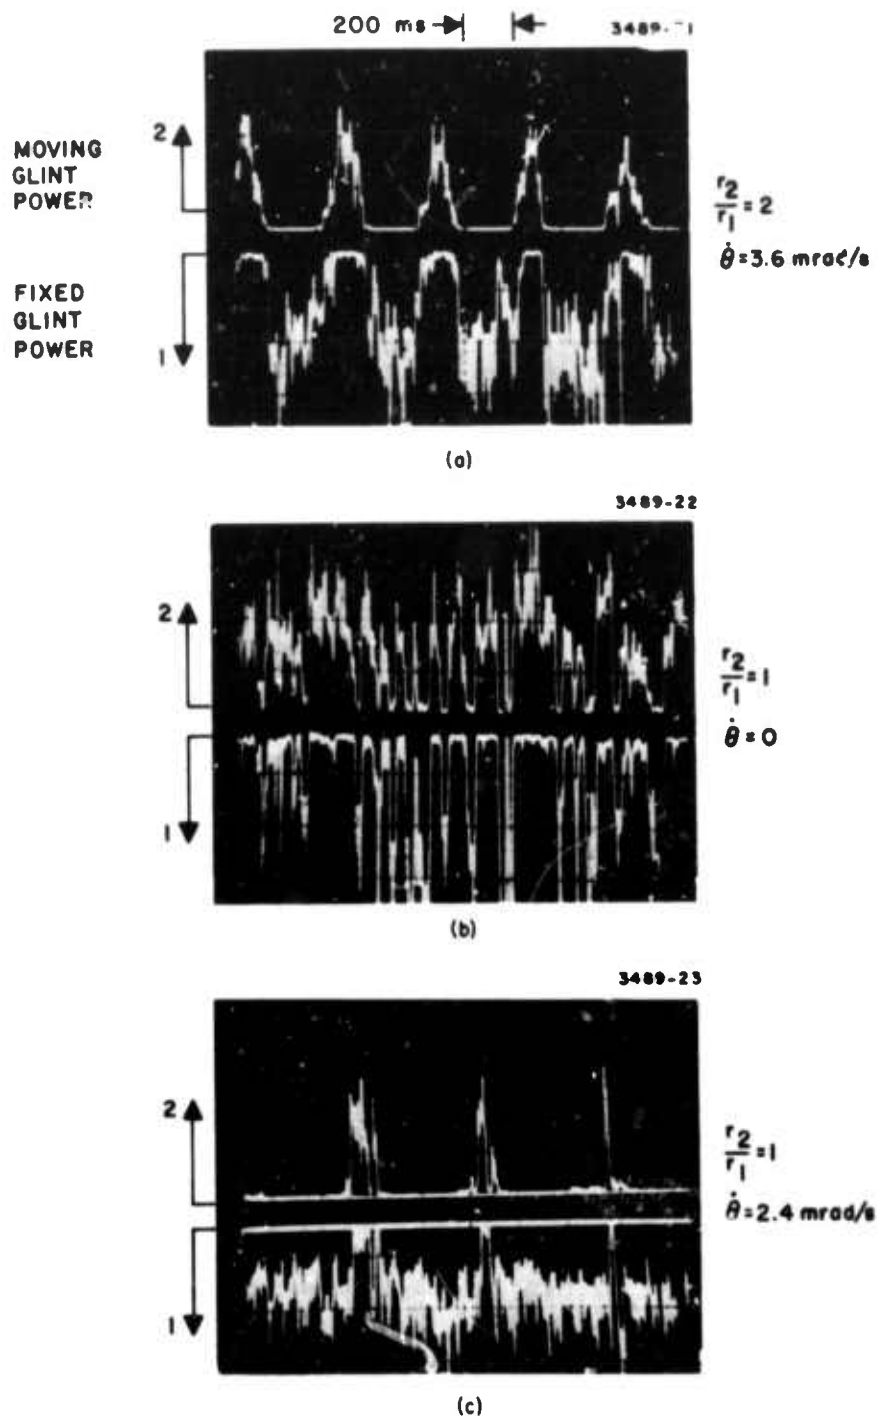 200 ms
3489-
MOVING
GLINT
POWER
2
FIXED
GLINT
POWER
1
r2
r1 = 2
θ̇ = 3.6 mrad/s
(a)
3489-22
2
1
r2
r1 = 1
θ̇ = 0
(b)
3489-23
2
1
r2
r1 = 1
θ̇ = 2.4 mrad/s
(c)